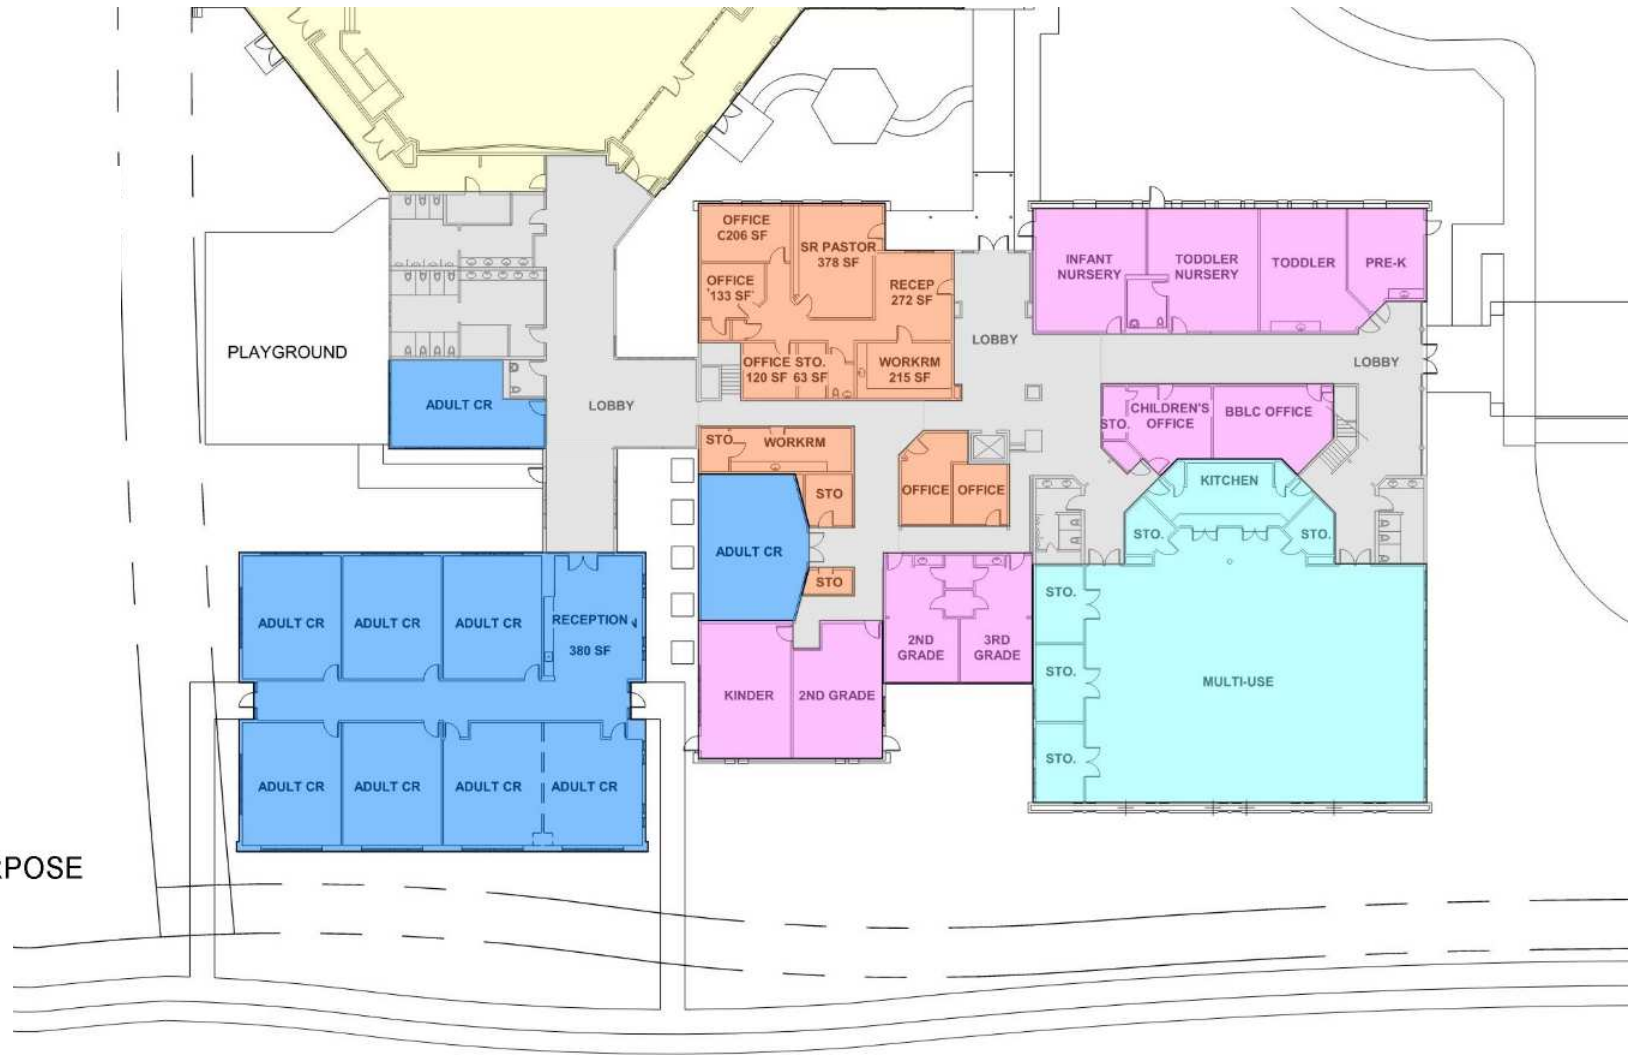 OFFICE
C206 SF
SR PASTOR
378 SF
OFFICE
133 SF
RECEP
272 SF
INFANT
NURSERY
TODDLER
NURSERY
TODDLER
PRE-K
PLAYGROUND
LOBBY
LOBBY
OFFICE
120 SF
STO.
63 SF
WORKRM
215 SF
ADULT CR
LOBBY
STO.
CHILDREN'S
OFFICE
BBLC OFFICE
STO.
WORKRM
KITCHEN
STO
OFFICE
OFFICE
STO.
STO.
ADULT CR
STO
STO.
ADULT CR
ADULT CR
ADULT CR
RECEPTION
380 SF
2ND
GRADE
3RD
GRADE
STO.
MULTI-USE
KINDER
2ND GRADE
STO.
ADULT CR
ADULT CR
ADULT CR
ADULT CR
RPOSE